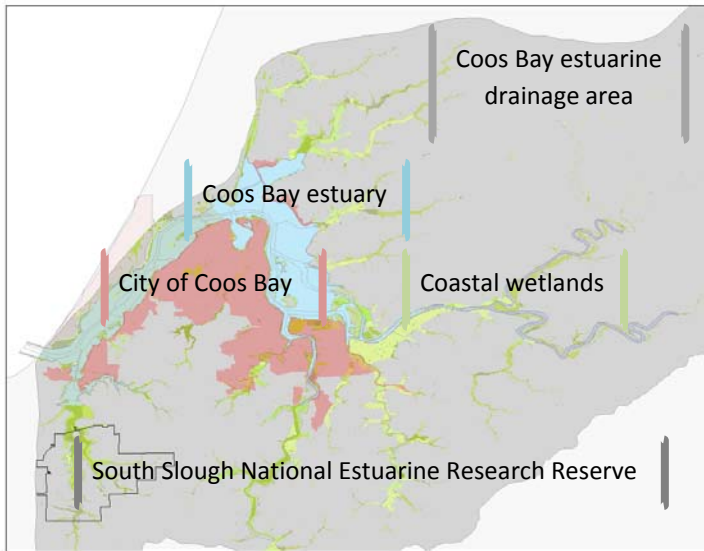 Coos Bay estuarine
drainage area
Coos Bay estuary
City of Coos Bay
Coastal wetlands
South Slough National Estuarine Research Reserve